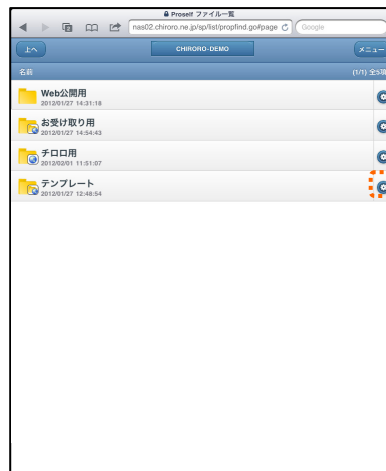 Proself ファイル一覧
nas02.chiroro.ne.jp/sp/list/propfind.go#page
Google
上へ
CHIRORO-DEMO
メニュー
名前
(1/1) 全5項
Web公開用
2012/01/27 14:31:18
お受け取り用
2012/01/27 14:54:43
チロロ用
2012/02/01 11:51:07
テンプレート
2012/01/27 12:48:54